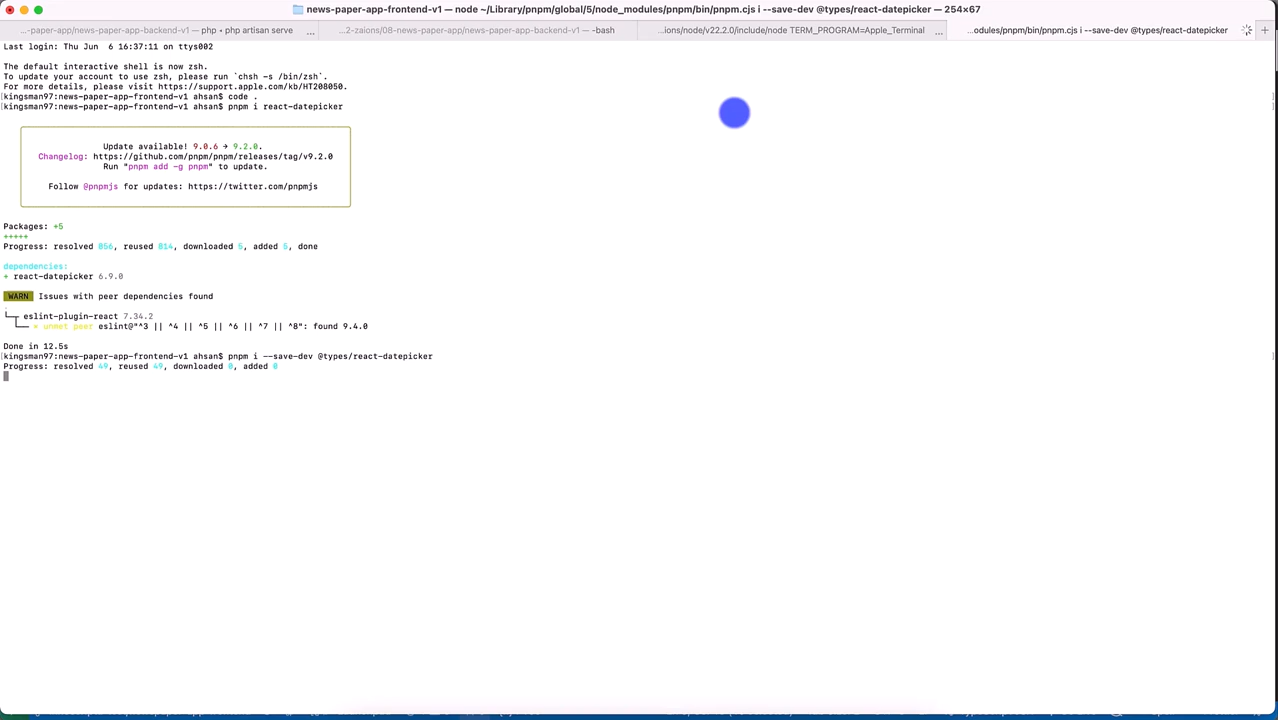 news-paper-app-frontend-v1 — node ~/Library/pnpm/global/5/node_modules/pnpm/bin/pnpm.cjs i --save-dev @types/react-datepicker — 254×67
...-paper-app/news-paper-app-backend-v1 — php • php artisan serve ...
...2-zaions/08-news-paper-app/news-paper-app-backend-v1 — -bash
...ions/node/v22.2.0/include/node TERM_PROGRAM=Apple_Terminal ...
...odules/pnpm/bin/pnpm.cjs i --save-dev @types/react-datepicker
Last login: Thu Jun  6 16:37:11 on ttys002
The default interactive shell is now zsh.
To update your account to use zsh, please run `chsh -s /bin/zsh`.
For more details, please visit https://support.apple.com/kb/HT208050.
[kingsman97:news-paper-app-frontend-v1 ahsan$ code .
[kingsman97:news-paper-app-frontend-v1 ahsan$ pnpm i react-datepicker
Update available! 9.0.6 → 9.2.0.
Changelog: https://github.com/pnpm/pnpm/releases/tag/v9.2.0
Run "pnpm add -g pnpm" to update.
Follow @pnpmjs for updates: https://twitter.com/pnpmjs
Packages: +5
+++++
Progress: resolved 856, reused 814, downloaded 5, added 5, done
dependencies:
+ react-datepicker 6.9.0
WARN Issues with peer dependencies found
.
└─┬ eslint-plugin-react 7.34.2
└── ✕ unmet peer eslint@"^3 || ^4 || ^5 || ^6 || ^7 || ^8": found 9.4.0
Done in 12.5s
[kingsman97:news-paper-app-frontend-v1 ahsan$ pnpm i --save-dev @types/react-datepicker
Progress: resolved 49, reused 49, downloaded 0, added 0